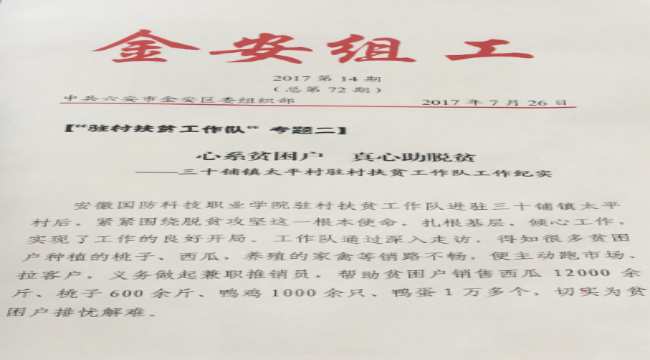 金安组工
2017 第 14 期
（总第 72 期）
中共六安市金安区委组织部 2017 年 7 月 26 日
【“驻村扶贫工作队”专题二】
心系贫困户 真心助脱贫
——三十铺镇太平村驻村扶贫工作队工作纪实
安徽国防科技职业学院驻村扶贫工作队进驻三十铺镇太平
村后，紧紧围绕脱贫攻坚这一根本使命，扎根基层，倾心工作，
实现了工作的良好开局。工作队通过深入走访，得知很多贫困
户种植的桃子、西瓜，养殖的家禽等销路不畅，便主动跑市场、
拉客户，义务做起兼职推销员，帮助贫困户销售西瓜 12000 余
斤、桃子 600 余斤、鸭鸡 1000 余只、鸭蛋 1 万多个，切实为贫
困户排忧解难。